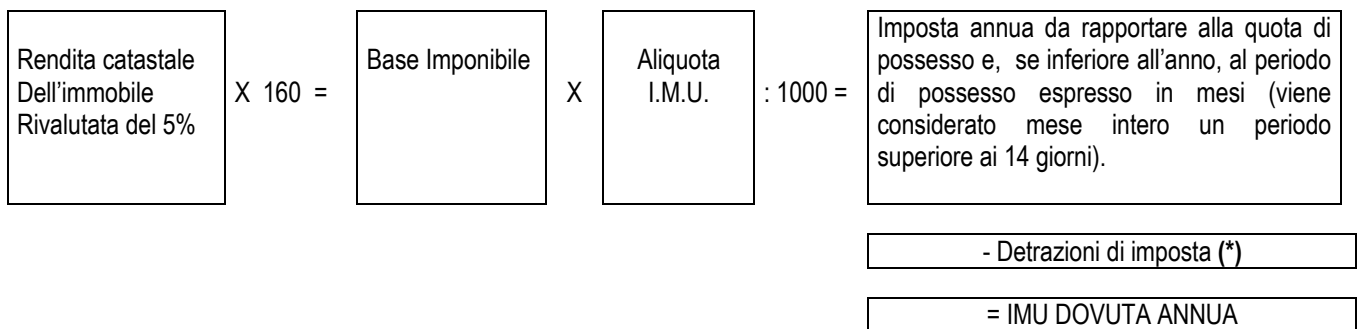 Rendita catastale
Dell'immobile
Rivalutata del 5%
X 160 =
Base Imponibile
X
Aliquota
I.M.U.
: 1000 =
Imposta annua da rapportare alla quota di
possesso e, se inferiore all'anno, al periodo
di possesso espresso in mesi (viene
considerato mese intero un periodo
superiore ai 14 giorni).
- Detrazioni di imposta (*)
= IMU DOVUTA ANNUA